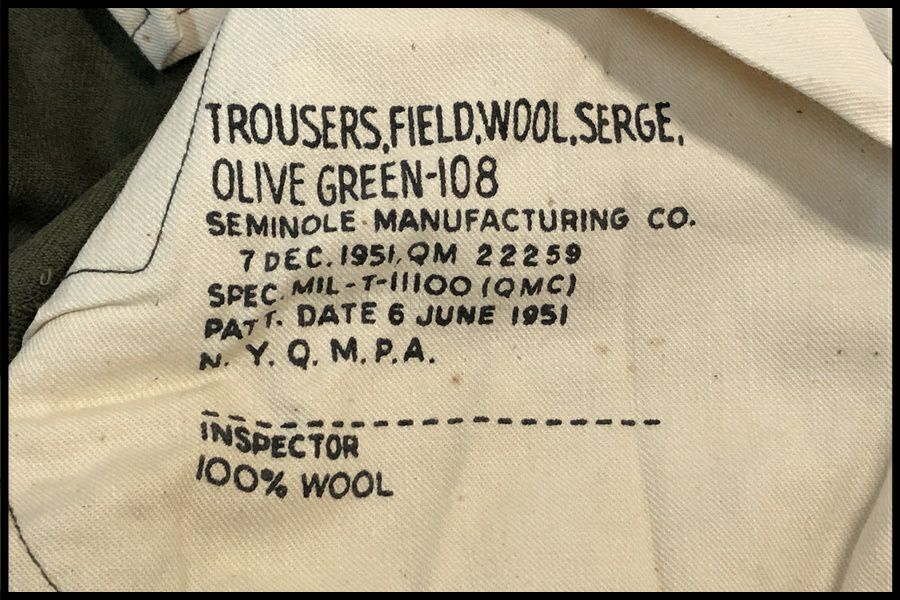 TROUSERS,FIELD,WOOL,SERGE,
OLIVE GREEN-108
SEMINOLE MANUFACTURING CO.
7 DEC. 1951, QM 22259
SPEC. MIL-T-11100 (QMC)
PATT. DATE 6 JUNE 1951
N. Y. Q. M. P. A.
INSPECTOR
100% WOOL